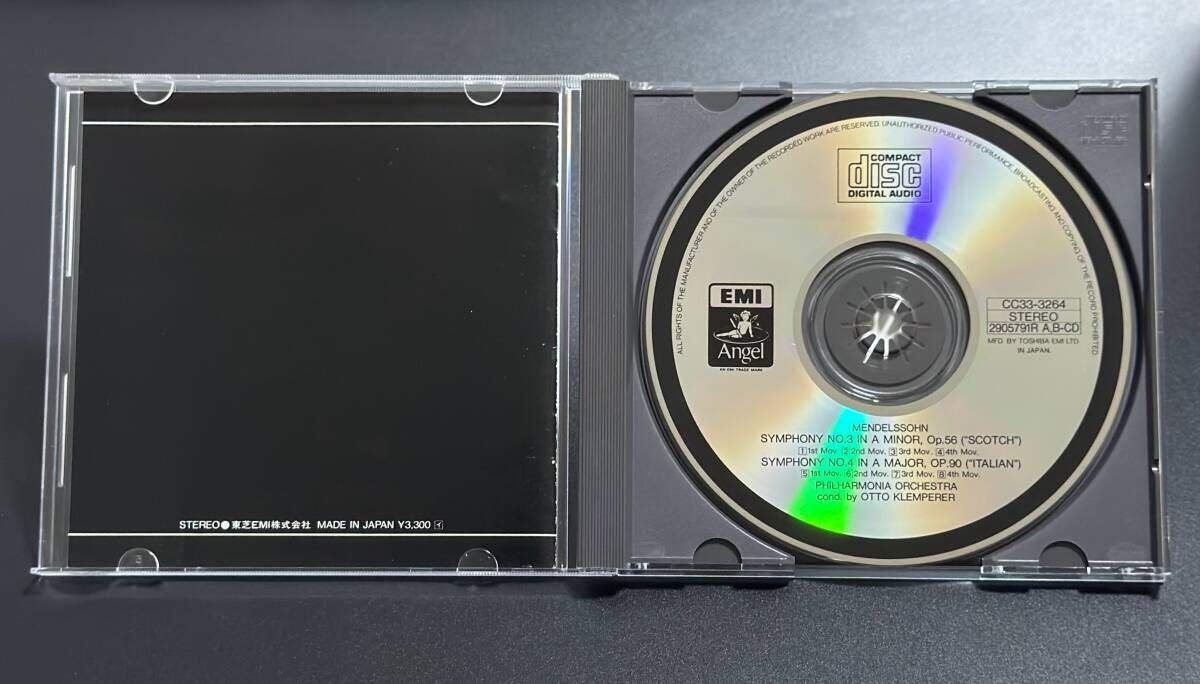 STEREO●東芝EMI株式会社 MADE IN JAPAN ¥3,300 イ
ALL RIGHTS OF THE MANUFACTURER AND OF THE OWNER OF THE RECORDED WORK ARE RESERVED. UNAUTHORIZED PUBLIC PERFORMANCE, BROADCASTING AND COPYING OF THE RECORD PROHIBITED.
COMPACT
disc
DIGITAL AUDIO
EMI
Angel
AN EMI TRADE MARK
CC33-3264
STEREO
2905791R A,B-CD
MFD BY TOSHIBA EMI LTD
IN JAPAN.
MENDELSSOHN
SYMPHONY NO.3 IN A MINOR, Op.56 ("SCOTCH")
1 1st Mov. 2 2nd Mov. 3 3rd Mov. 4 4th Mov.
SYMPHONY NO.4 IN A MAJOR, OP.90 ("ITALIAN")
5 1st Mov. 6 2nd Mov. 7 3rd Mov. 8 4th Mov.
PHILHARMONIA ORCHESTRA
cond. by OTTO KLEMPERER